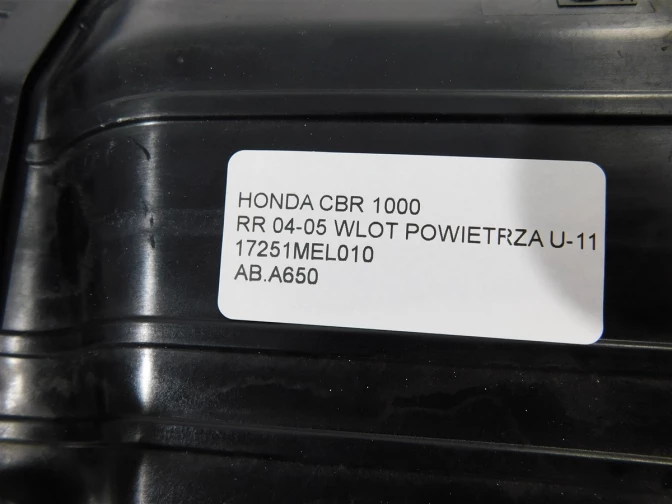 HONDA CBR 1000
RR 04-05 WLOT POWIETRZA U-11
17251MEL010
AB.A650